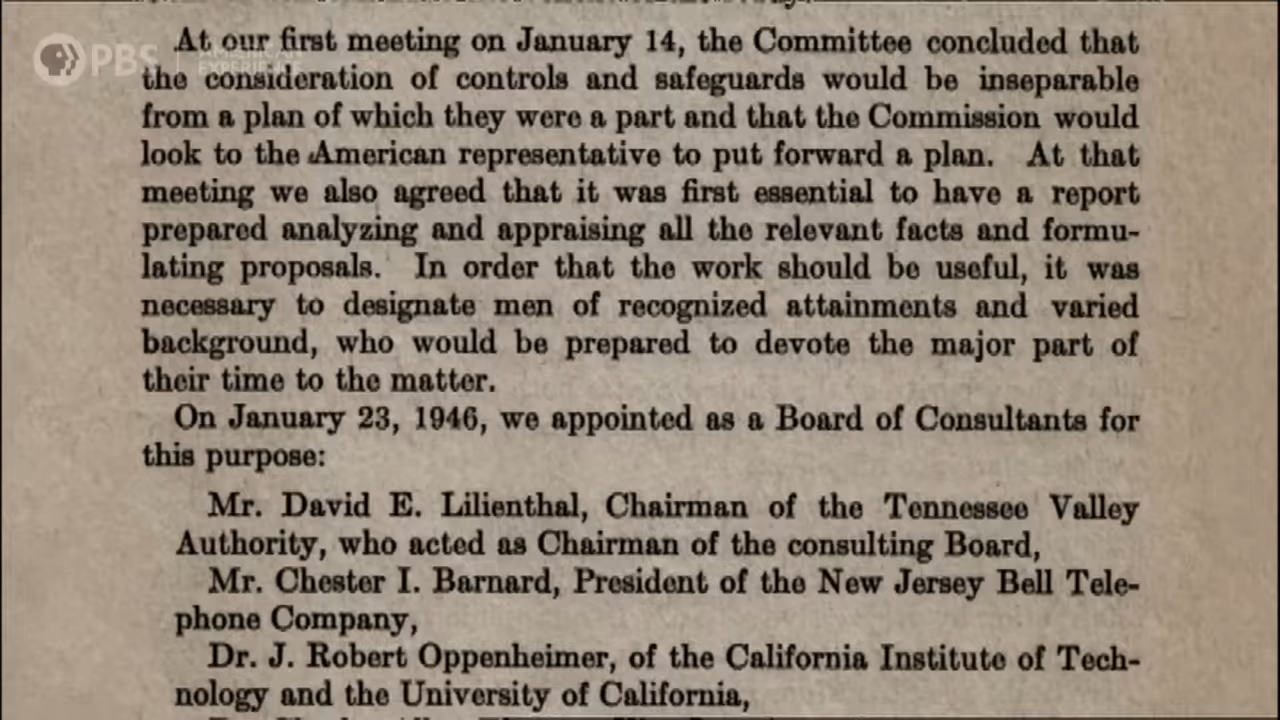 PBS
EXPERIENCE
At our first meeting on January 14, the Committee concluded that
the consideration of controls and safeguards would be inseparable
from a plan of which they were a part and that the Commission would
look to the American representative to put forward a plan. At that
meeting we also agreed that it was first essential to have a report
prepared analyzing and appraising all the relevant facts and formu-
lating proposals. In order that the work should be useful, it was
necessary to designate men of recognized attainments and varied
background, who would be prepared to devote the major part of
their time to the matter.
On January 23, 1946, we appointed as a Board of Consultants for
this purpose:
Mr. David E. Lilienthal, Chairman of the Tennessee Valley
Authority, who acted as Chairman of the consulting Board,
Mr. Chester I. Barnard, President of the New Jersey Bell Tele-
phone Company,
Dr. J. Robert Oppenheimer, of the California Institute of Tech-
nology and the University of California,